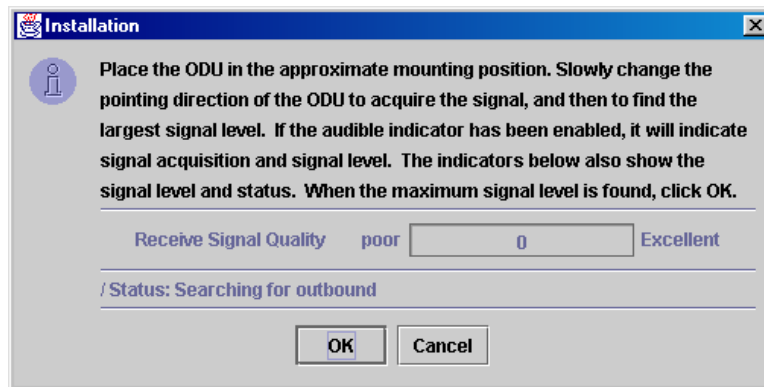 Installation
Place the ODU in the approximate mounting position. Slowly change the
pointing direction of the ODU to acquire the signal, and then to find the
largest signal level. If the audible indicator has been enabled, it will indicate
signal acquisition and signal level. The indicators below also show the
signal level and status. When the maximum signal level is found, click OK.
Receive Signal Quality poor 0 Excellent
/ Status: Searching for outbound
OK Cancel